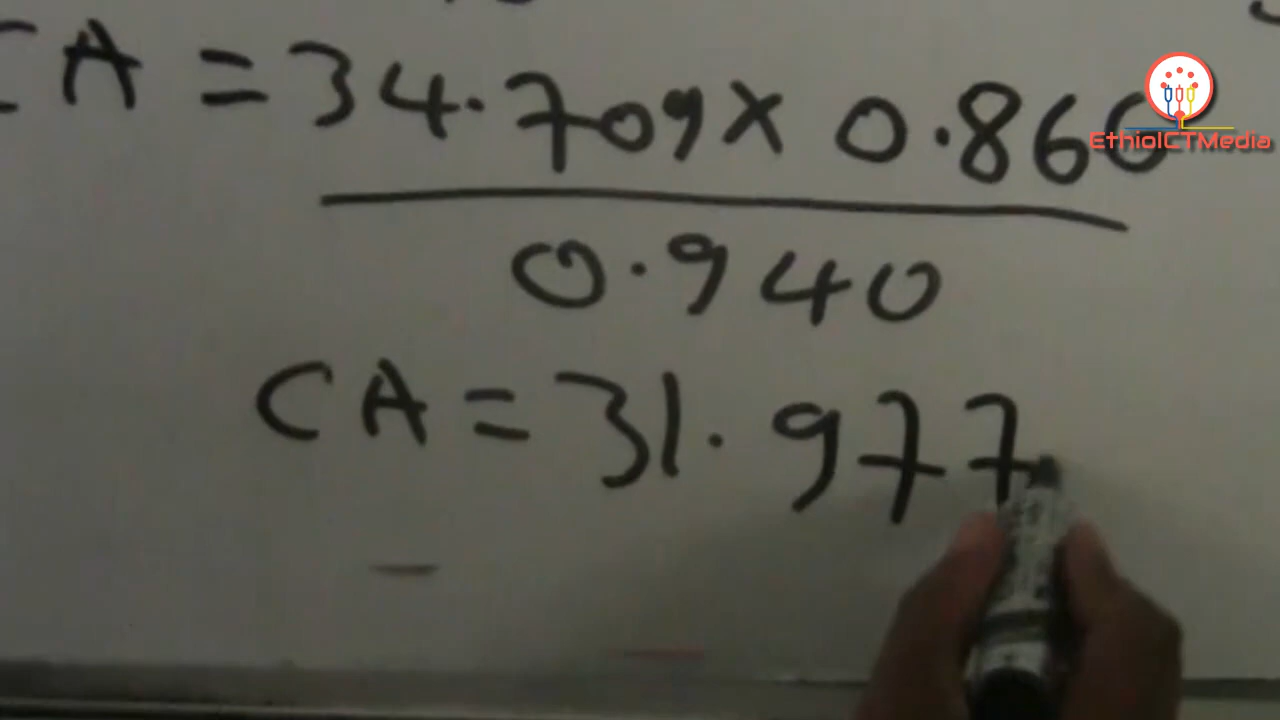 CA = 34.709 x 0.866
0.940
CA = 31.977
EthioICTMedia